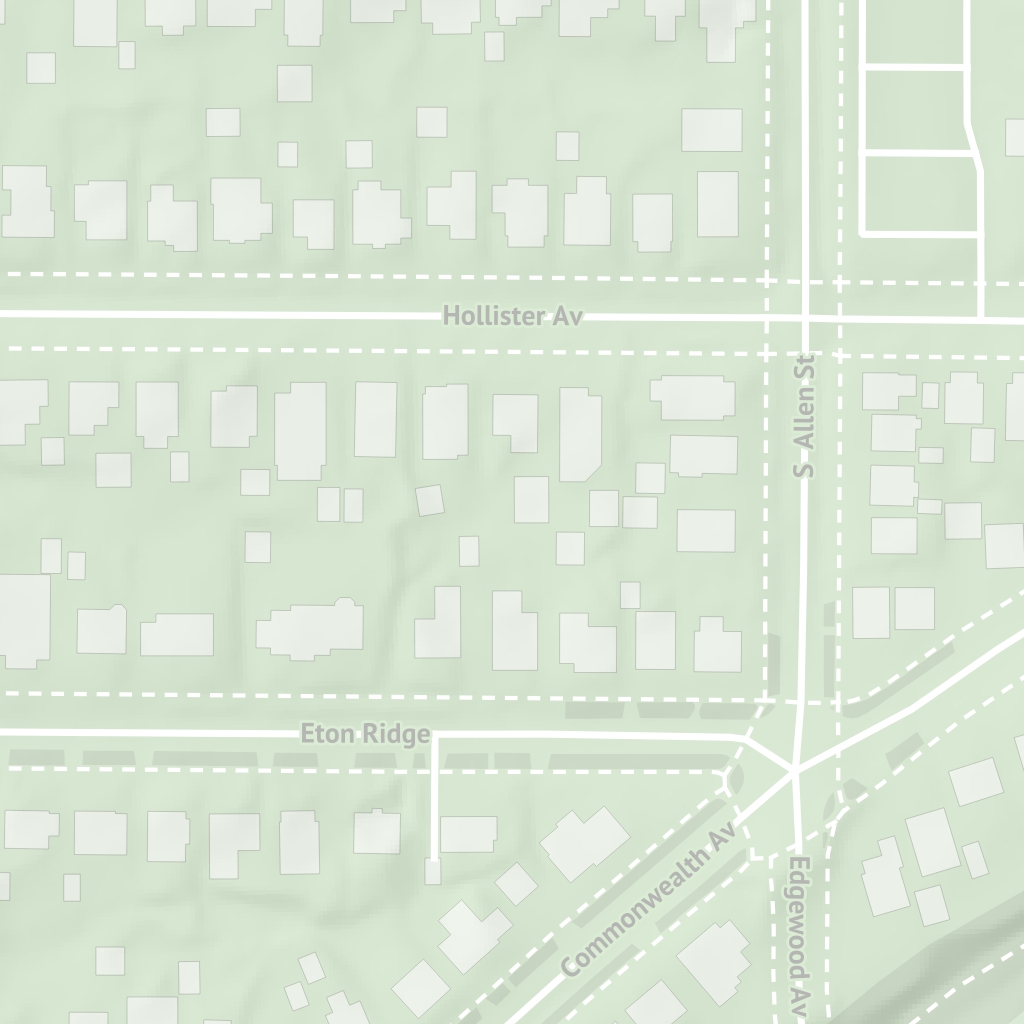 Hollister Av
S Allen St
Eton Ridge
Commonwealth Av
Edgewood Av